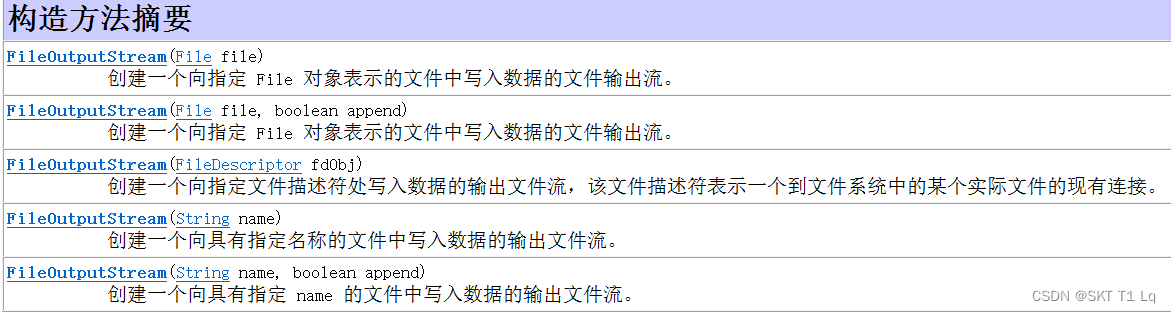 构造方法摘要
FileOutputStream(File file)
创建一个向指定 File 对象表示的文件中写入数据的文件输出流。
FileOutputStream(File file, boolean append)
创建一个向指定 File 对象表示的文件中写入数据的文件输出流。
FileOutputStream(FileDescriptor fdObj)
创建一个向指定文件描述符处写入数据的输出文件流，该文件描述符表示一个到文件系统中的某个实际文件的现有连接。
FileOutputStream(String name)
创建一个向具有指定名称的文件中写入数据的输出文件流。
FileOutputStream(String name, boolean append)
创建一个向具有指定 name 的文件中写入数据的输出文件流。
CSDN @SKT T1 Lq